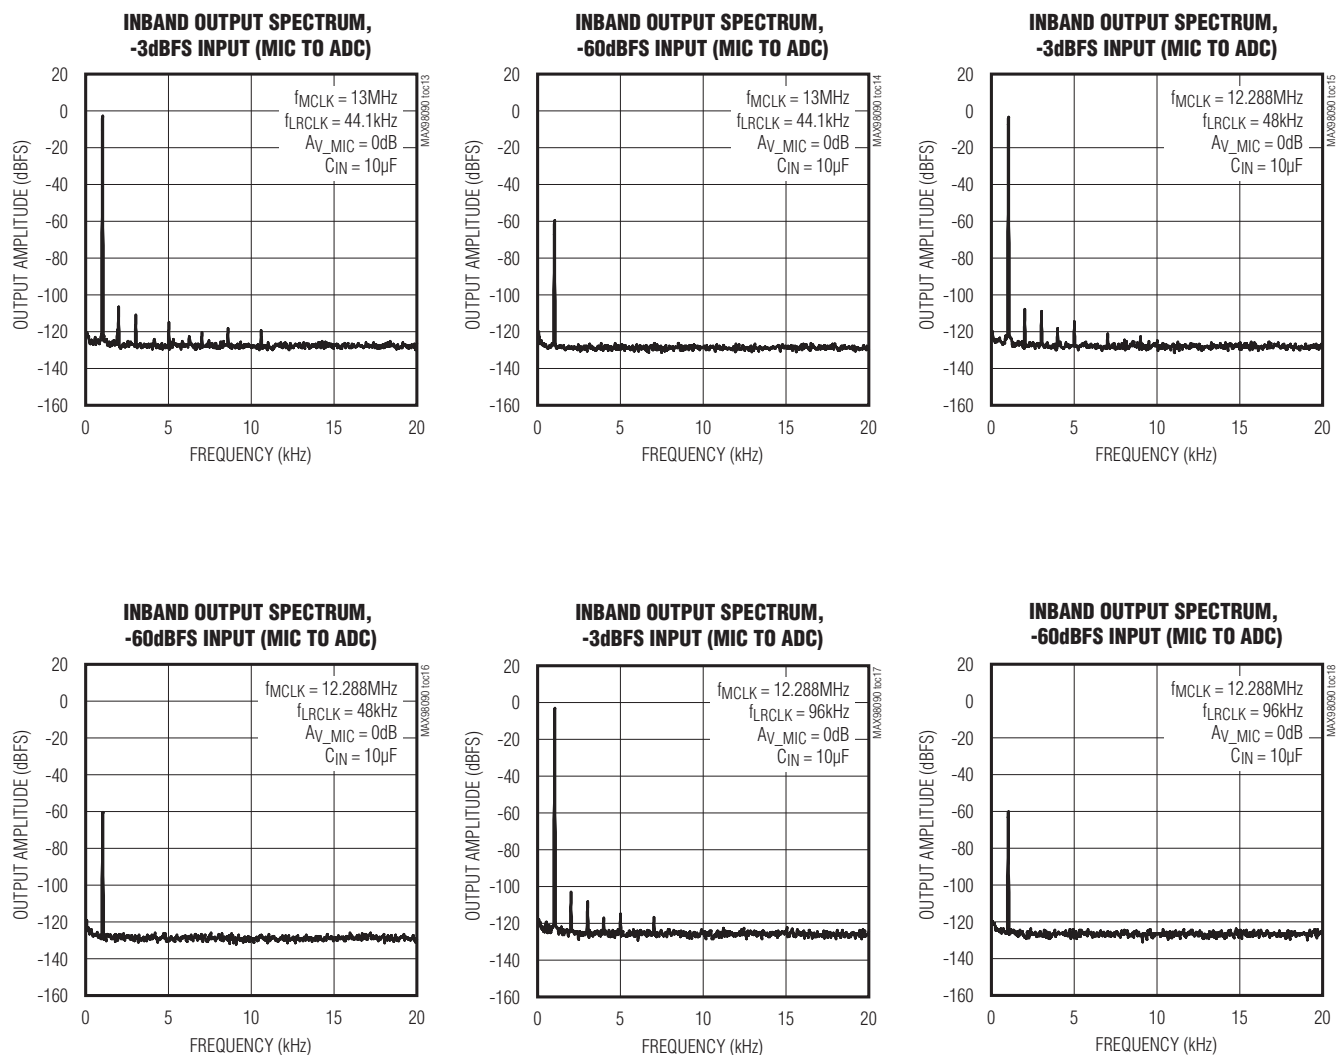 INBAND OUTPUT SPECTRUM,
-3dBFS INPUT (MIC TO ADC)
fMCLK = 13MHz
fLRCLK = 44.1kHz
AV_MIC = 0dB
CIN = 10µF
MAX98090 toc13
OUTPUT AMPLITUDE (dBFS)
20
0
-20
-40
-60
-80
-100
-120
-140
-160
0 5 10 15 20
FREQUENCY (kHz)
INBAND OUTPUT SPECTRUM,
-60dBFS INPUT (MIC TO ADC)
fMCLK = 13MHz
fLRCLK = 44.1kHz
AV_MIC = 0dB
CIN = 10µF
MAX98090 toc14
OUTPUT AMPLITUDE (dBFS)
20
0
-20
-40
-60
-80
-100
-120
-140
-160
0 5 10 15 20
FREQUENCY (kHz)
INBAND OUTPUT SPECTRUM,
-3dBFS INPUT (MIC TO ADC)
fMCLK = 12.288MHz
fLRCLK = 48kHz
AV_MIC = 0dB
CIN = 10µF
MAX98090 toc15
OUTPUT AMPLITUDE (dBFS)
20
0
-20
-40
-60
-80
-100
-120
-140
-160
0 5 10 15 20
FREQUENCY (kHz)
INBAND OUTPUT SPECTRUM,
-60dBFS INPUT (MIC TO ADC)
fMCLK = 12.288MHz
fLRCLK = 48kHz
AV_MIC = 0dB
CIN = 10µF
MAX98090 toc16
OUTPUT AMPLITUDE (dBFS)
20
0
-20
-40
-60
-80
-100
-120
-140
-160
0 5 10 15 20
FREQUENCY (kHz)
INBAND OUTPUT SPECTRUM,
-3dBFS INPUT (MIC TO ADC)
fMCLK = 12.288MHz
fLRCLK = 96kHz
AV_MIC = 0dB
CIN = 10µF
MAX98090 toc17
OUTPUT AMPLITUDE (dBFS)
20
0
-20
-40
-60
-80
-100
-120
-140
-160
0 5 10 15 20
FREQUENCY (kHz)
INBAND OUTPUT SPECTRUM,
-60dBFS INPUT (MIC TO ADC)
fMCLK = 12.288MHz
fLRCLK = 96kHz
AV_MIC = 0dB
CIN = 10µF
MAX98090 toc18
OUTPUT AMPLITUDE (dBFS)
20
0
-20
-40
-60
-80
-100
-120
-140
-160
0 5 10 15 20
FREQUENCY (kHz)